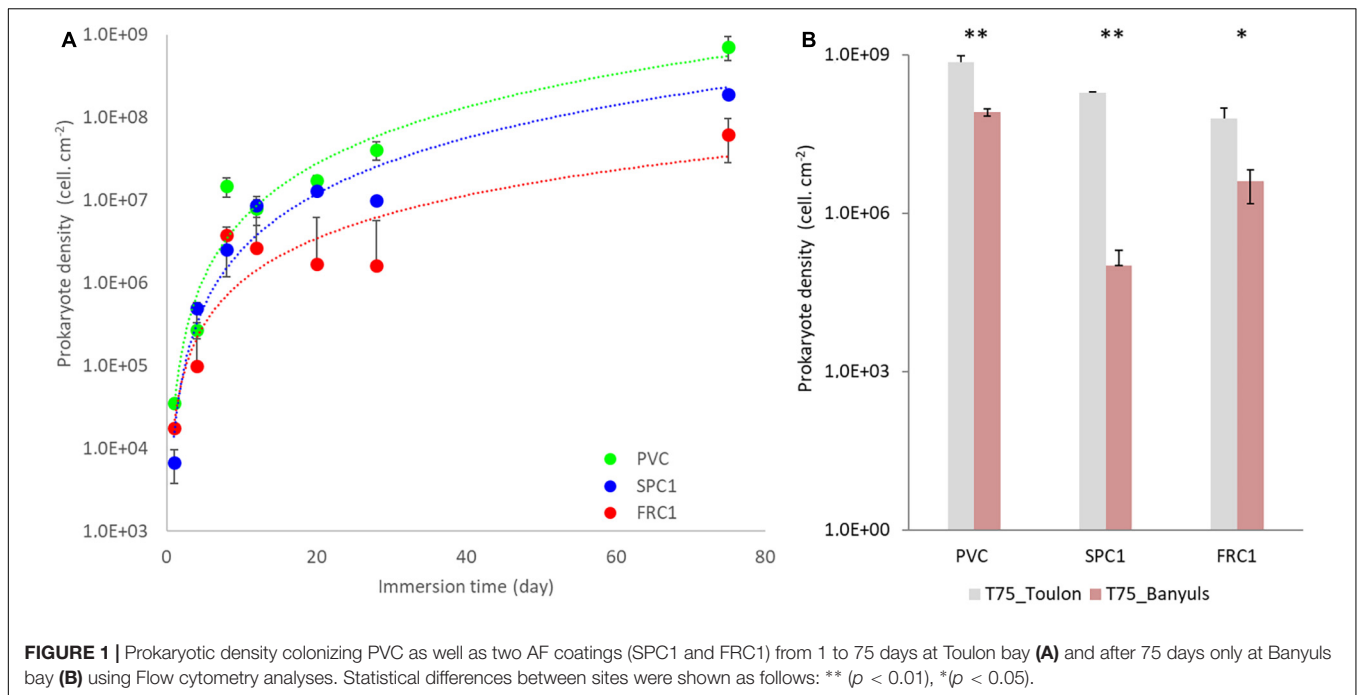 A
1.0E+09
1.0E+08
1.0E+07
1.0E+06
1.0E+05
1.0E+04
1.0E+03
Prokaryote density (cell. cm-2)
0 20 40 60 80
Immersion time (day)
PVC
SPC1
FRC1
B
** ** *
1.0E+09
1.0E+06
1.0E+03
1.0E+00
Prokaryote density (cell. cm-2)
PVC SPC1 FRC1
T75_Toulon T75_Banyuls
FIGURE 1 | Prokaryotic density colonizing PVC as well as two AF coatings (SPC1 and FRC1) from 1 to 75 days at Toulon bay (A) and after 75 days only at Banyuls
bay (B) using Flow cytometry analyses. Statistical differences between sites were shown as follows: ** (p < 0.01), *(p < 0.05).